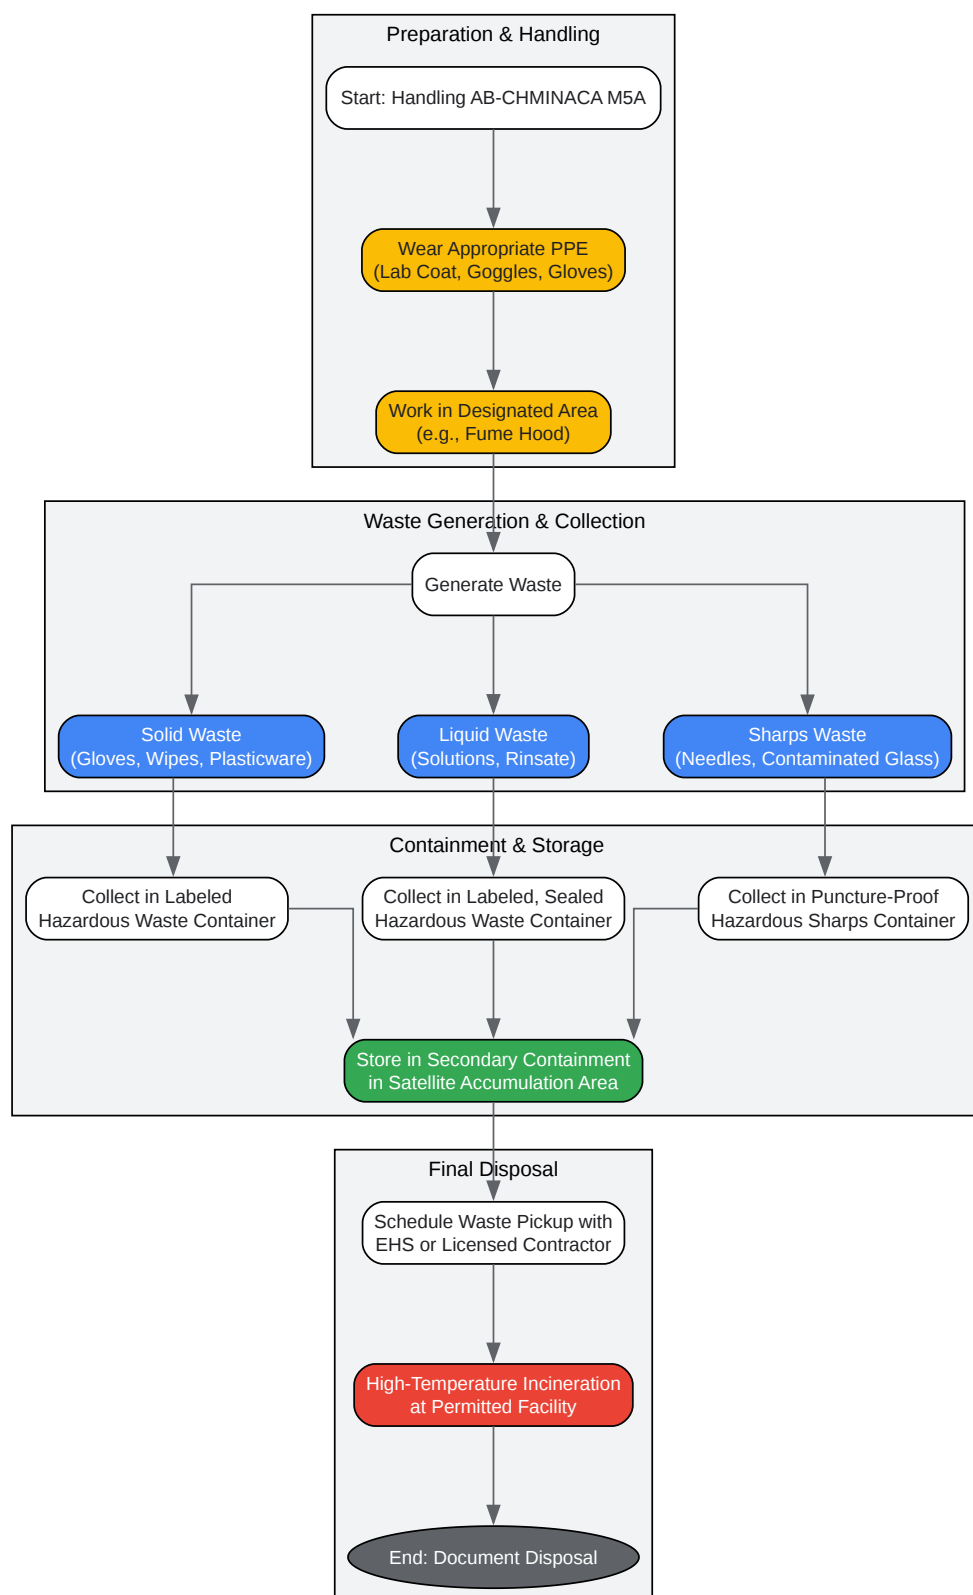 Preparation & Handling
Start: Handling AB-CHMINACA M5A
Wear Appropriate PPE
(Lab Coat, Goggles, Gloves)
Work in Designated Area
(e.g., Fume Hood)
Waste Generation & Collection
Generate Waste
Solid Waste
(Gloves, Wipes, Plasticware)
Liquid Waste
(Solutions, Rinsate)
Sharps Waste
(Needles, Contaminated Glass)
Containment & Storage
Collect in Labeled
Hazardous Waste Container
Collect in Labeled, Sealed
Hazardous Waste Container
Collect in Puncture-Proof
Hazardous Sharps Container
Store in Secondary Containment
in Satellite Accumulation Area
Final Disposal
Schedule Waste Pickup with
EHS or Licensed Contractor
High-Temperature Incineration
at Permitted Facility
End: Document Disposal